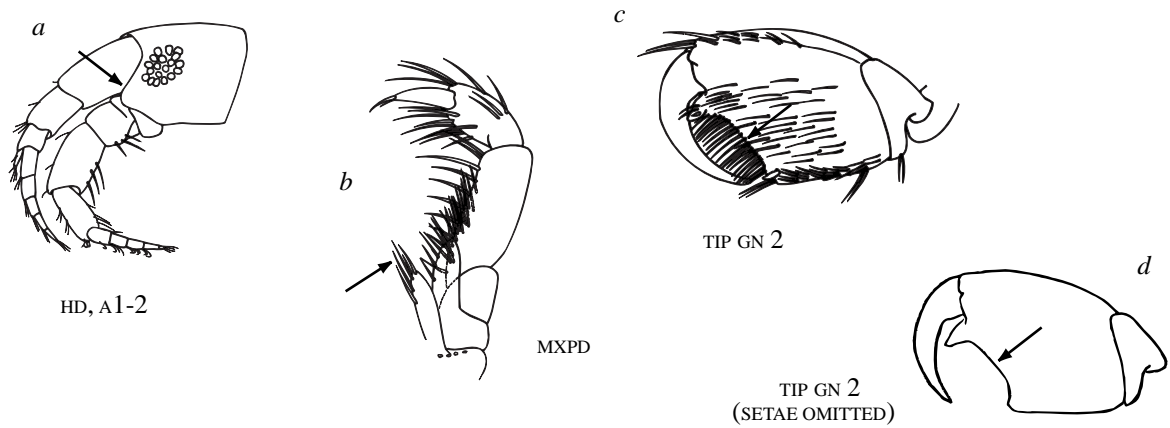 a
HD, A1-2
b
MXPD
c
TIP GN 2
d
TIP GN 2
(SETAE OMITTED)